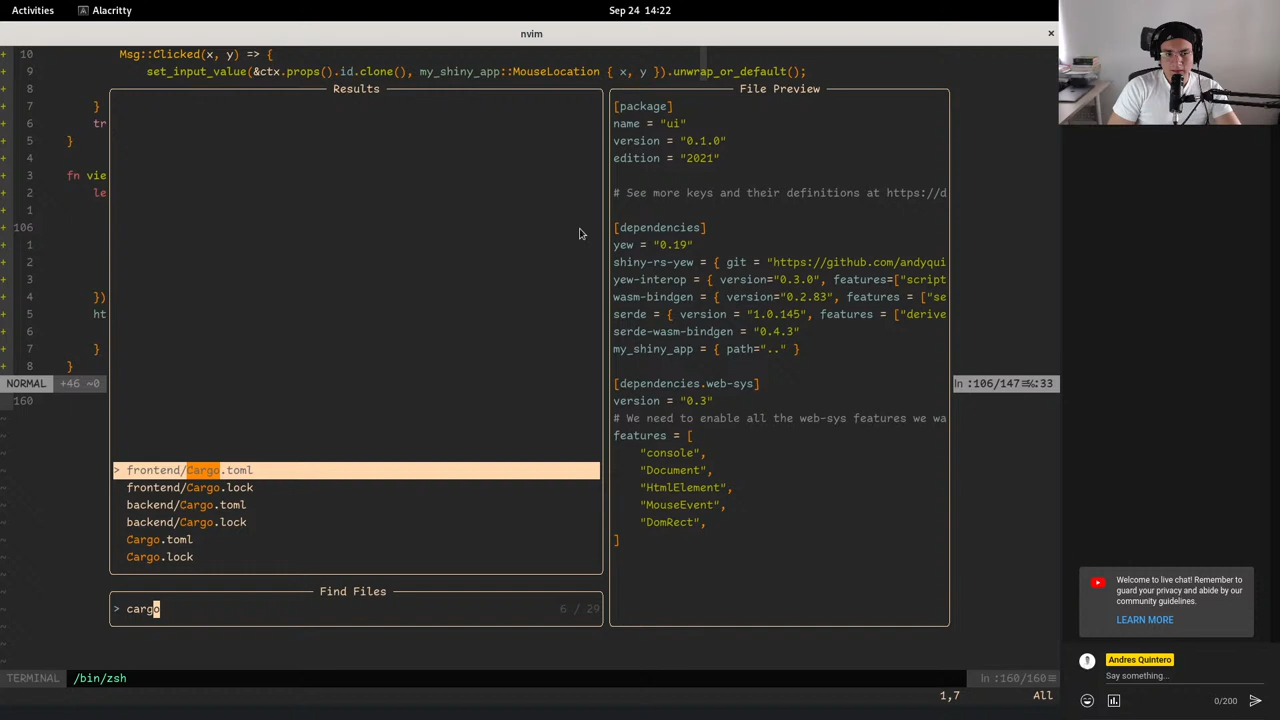 Activities
Alacritty
Sep 24 14:22
nvim
×
+ 10 Msg::Clicked(x, y) => {
+ 9 set_input_value(&ctx.props().id.clone(), my_shiny_app::MouseLocation { x, y }).unwrap_or_default();
+ 8
+ 7 }
+ 6 tr
+ 5 }
+ 4
+ 3 fn vie
+ 2 le
+ 1
+ 106
+ 1
+ 2
+ 3
+ 4 })
+ 5 ht
+ 6
+ 7 }
+ 8 }
Results
> frontend/Cargo.toml
frontend/Cargo.lock
backend/Cargo.toml
backend/Cargo.lock
Cargo.toml
Cargo.lock
Find Files
> cargo
6 / 29
File Preview
[package]
name = "ui"
version = "0.1.0"
edition = "2021"
# See more keys and their definitions at https://d
[dependencies]
yew = "0.19"
shiny-rs-yew = { git = "https://github.com/andyqui
yew-interop = { version="0.3.0", features=["script
wasm-bindgen = { version="0.2.83", features = ["se
serde = { version = "1.0.145", features = ["derive
serde-wasm-bindgen = "0.4.3"
my_shiny_app = { path=".." }
[dependencies.web-sys]
version = "0.3"
# We need to enable all the web-sys features we wa
features = [
"console",
"Document",
"HtmlElement",
"MouseEvent",
"DomRect",
]
NORMAL +46 ~0
160
TERMINAL /bin/zsh
1,7 All
Welcome to live chat! Remember to
guard your privacy and abide by our
community guidelines.
LEARN MORE
Andres Quintero
Say something...
0/200